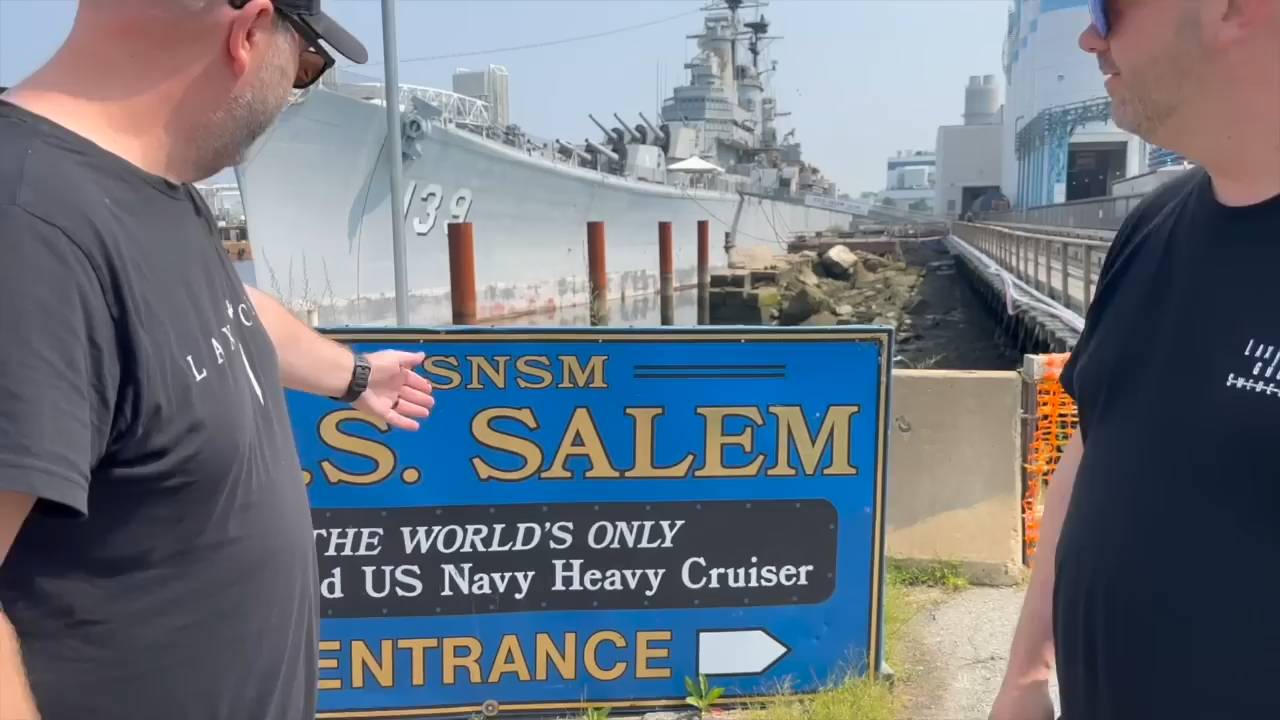 139
SNSM
.S. SALEM
THE WORLD'S ONLY
d US Navy Heavy Cruiser
ENTRANCE